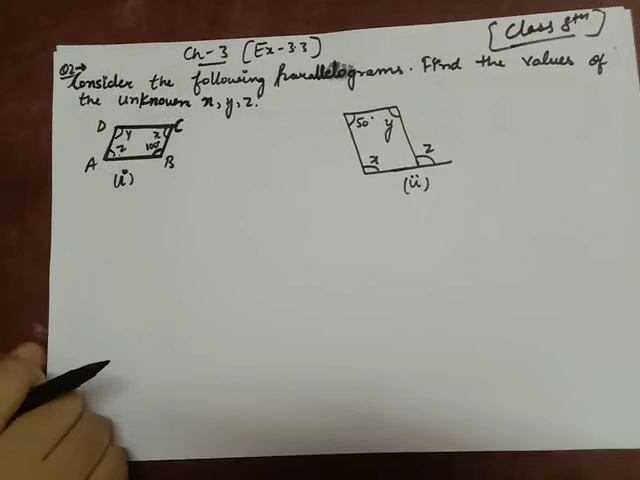 Ch-3 [Ex-3.3]
[Class 8th]
Q2→
Consider the following parallelograms. Find the values of
the unknown x, y, z.
D y x C
A z 100° B
(i)
50° y
x z
(ii)